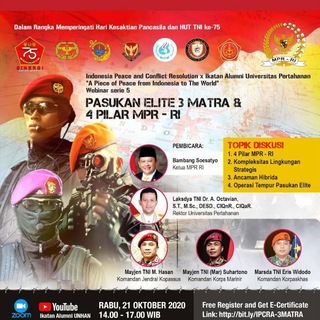 Dalam Rangka Memperingati Hari Kesaktian Pancasila dan HUT TNI ke-75
75
SINERGI
MPR - RI
Indonesia Peace and Conflict Resolution x Ikatan Alumni Universitas Pertahanan
"A Piece of Peace from Indonesia to The World"
Webinar serie 5
PASUKAN ELITE 3 MATRA &
4 PILAR MPR - RI
PEMBICARA:
Bambang Soesatyo
Ketua MPR RI
Laksdya TNI Dr. A. Octavian,
S.T., M.Sc., DESD., CIQnR., CIQaR.
Rektor Universitas Pertahanan
TOPIK DISKUSI
1. 4 Pilar MPR - RI
2. Kompleksitas Lingkungan
Strategis
3. Ancaman Hibrida
4. Operasi Tempur Pasukan Elite
Mayjen TNI M. Hasan
Komandan Jendral Kopassus
Mayjen TNI (Mar) Suhartono
Komandan Korps Marinir
Marsda TNI Eris Widodo
Komandan Korpaskhas
zoom
YouTube
Ikatan Alumni UNHAN
RABU, 21 OKTOBER 2020
14.00 - 17.00 WIB
Free Register and Get E-Certificate
Link: http://bit.ly/IPCRA-3MATRA